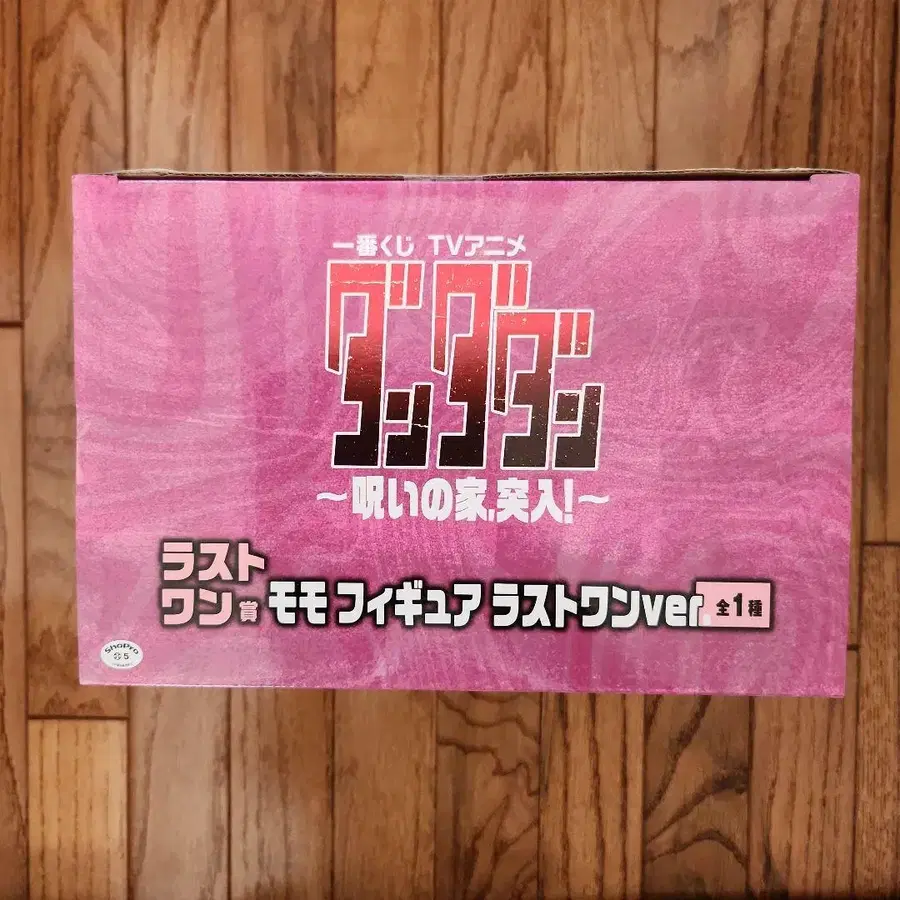 一番くじ TVアニメ
ダンダダン
～呪いの家、突入!～
ラスト
ワン賞 モモ フィギュア ラストワンver. 全1種
ShoPro
5